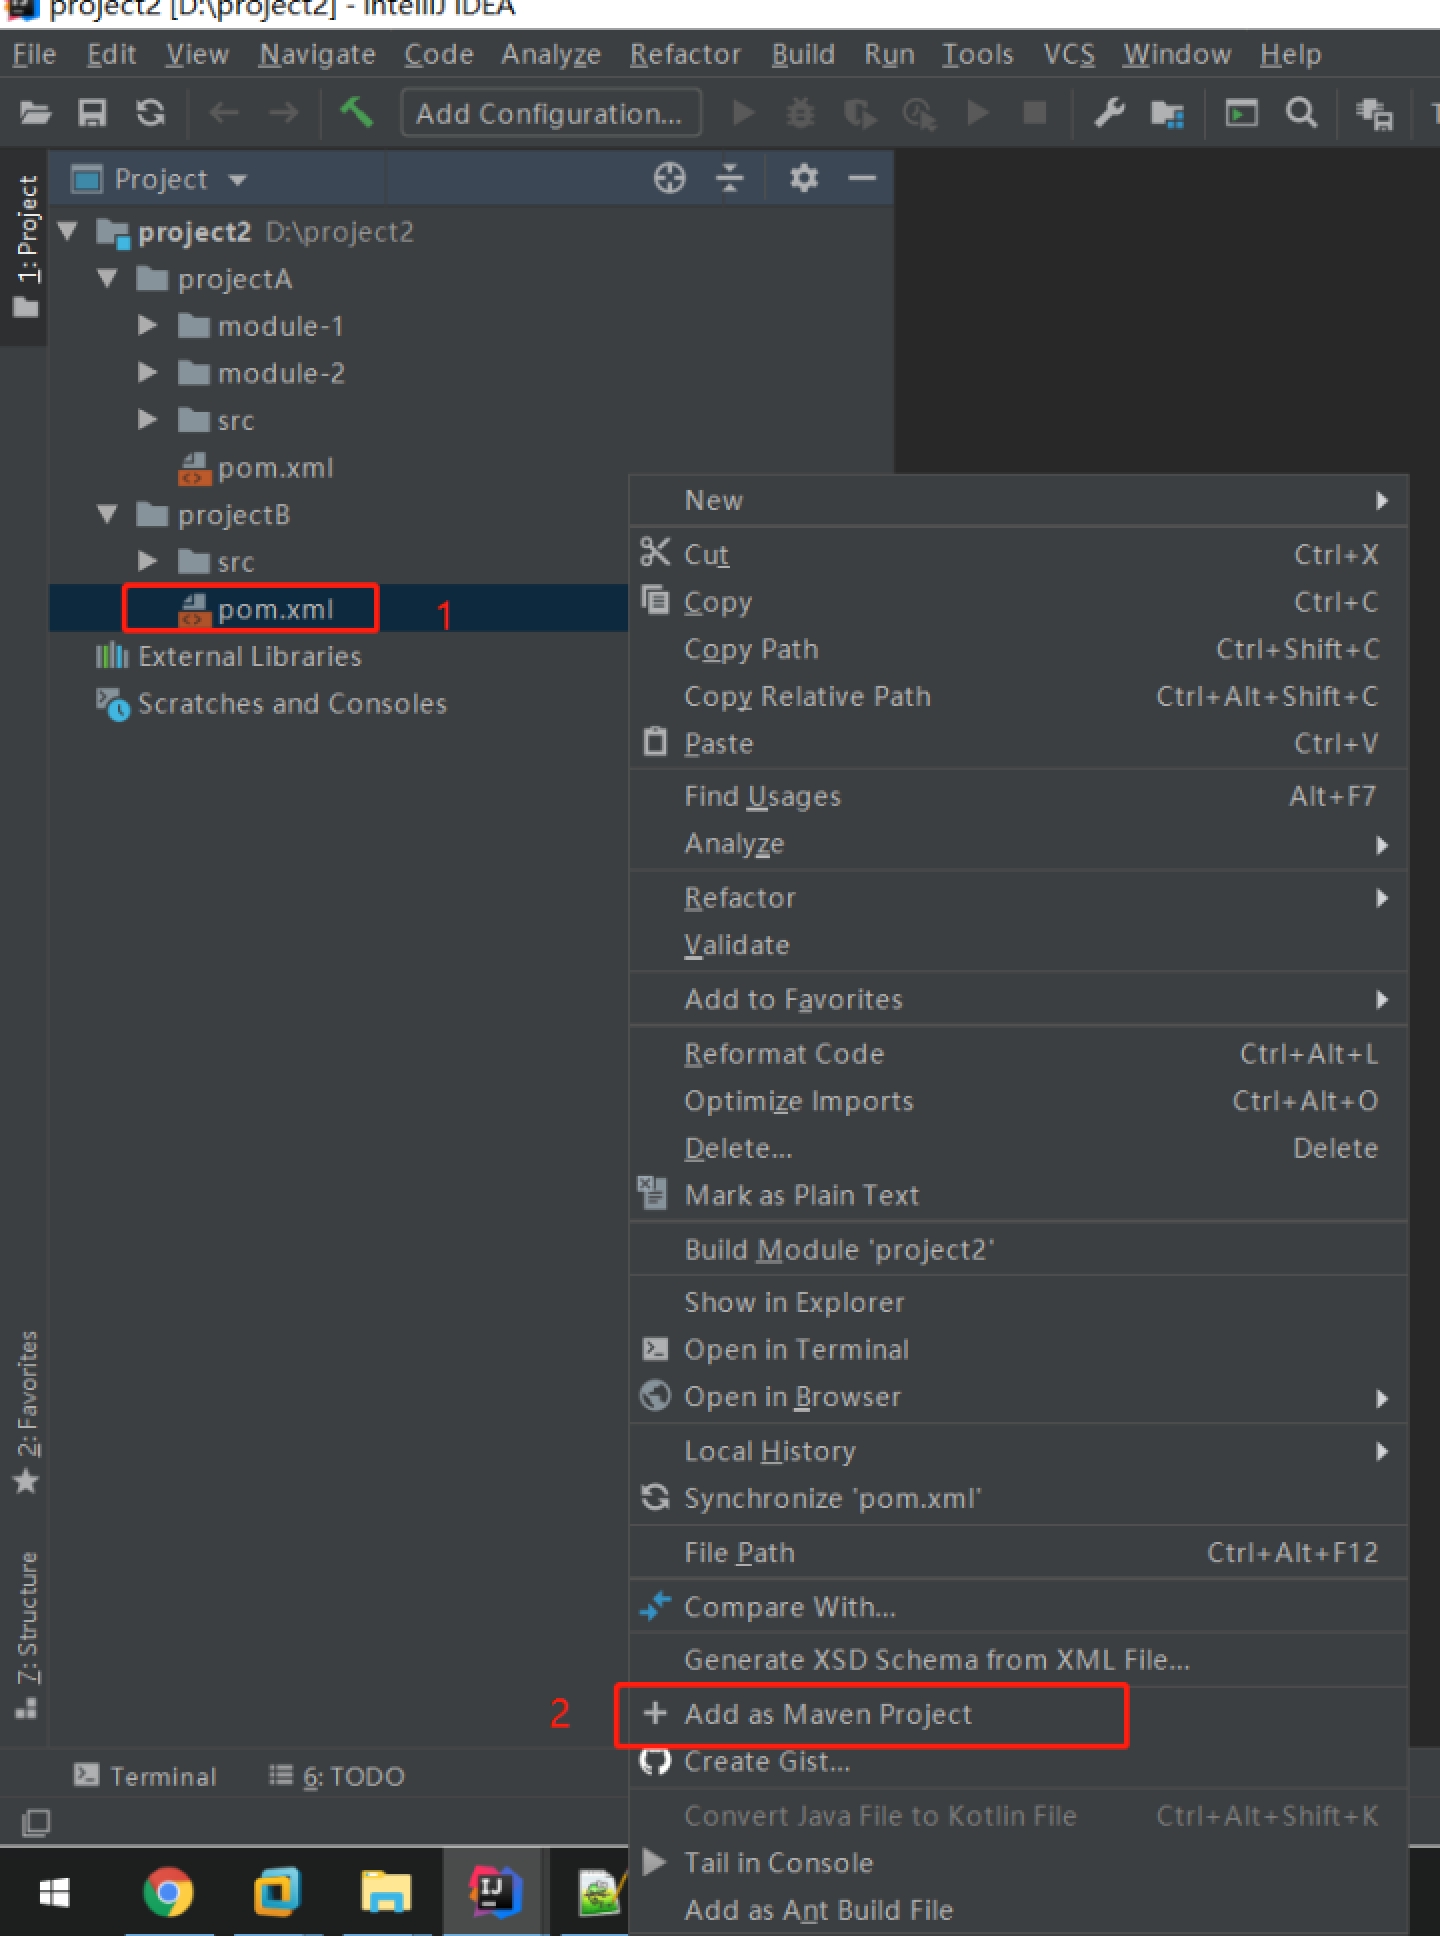 project2 [D:\project2] - IntelliJ IDEA
File Edit View Navigate Code Analyze Refactor Build Run Tools VCS Window Help
Add Configuration...
1: Project
Project
project2 D:\project2
projectA
module-1
module-2
src
pom.xml
projectB
src
pom.xml
1
External Libraries
Scratches and Consoles
New
Cut Ctrl+X
Copy Ctrl+C
Copy Path Ctrl+Shift+C
Copy Relative Path Ctrl+Alt+Shift+C
Paste Ctrl+V
Find Usages Alt+F7
Analyze
Refactor
Validate
Add to Favorites
Reformat Code Ctrl+Alt+L
Optimize Imports Ctrl+Alt+O
Delete... Delete
Mark as Plain Text
Build Module 'project2'
Show in Explorer
Open in Terminal
Open in Browser
Local History
Synchronize 'pom.xml'
File Path Ctrl+Alt+F12
Compare With...
Generate XSD Schema from XML File...
2
Add as Maven Project
Create Gist...
Convert Java File to Kotlin File Ctrl+Alt+Shift+K
Tail in Console
Add as Ant Build File
2: Favorites
7: Structure
Terminal
6: TODO
IJ